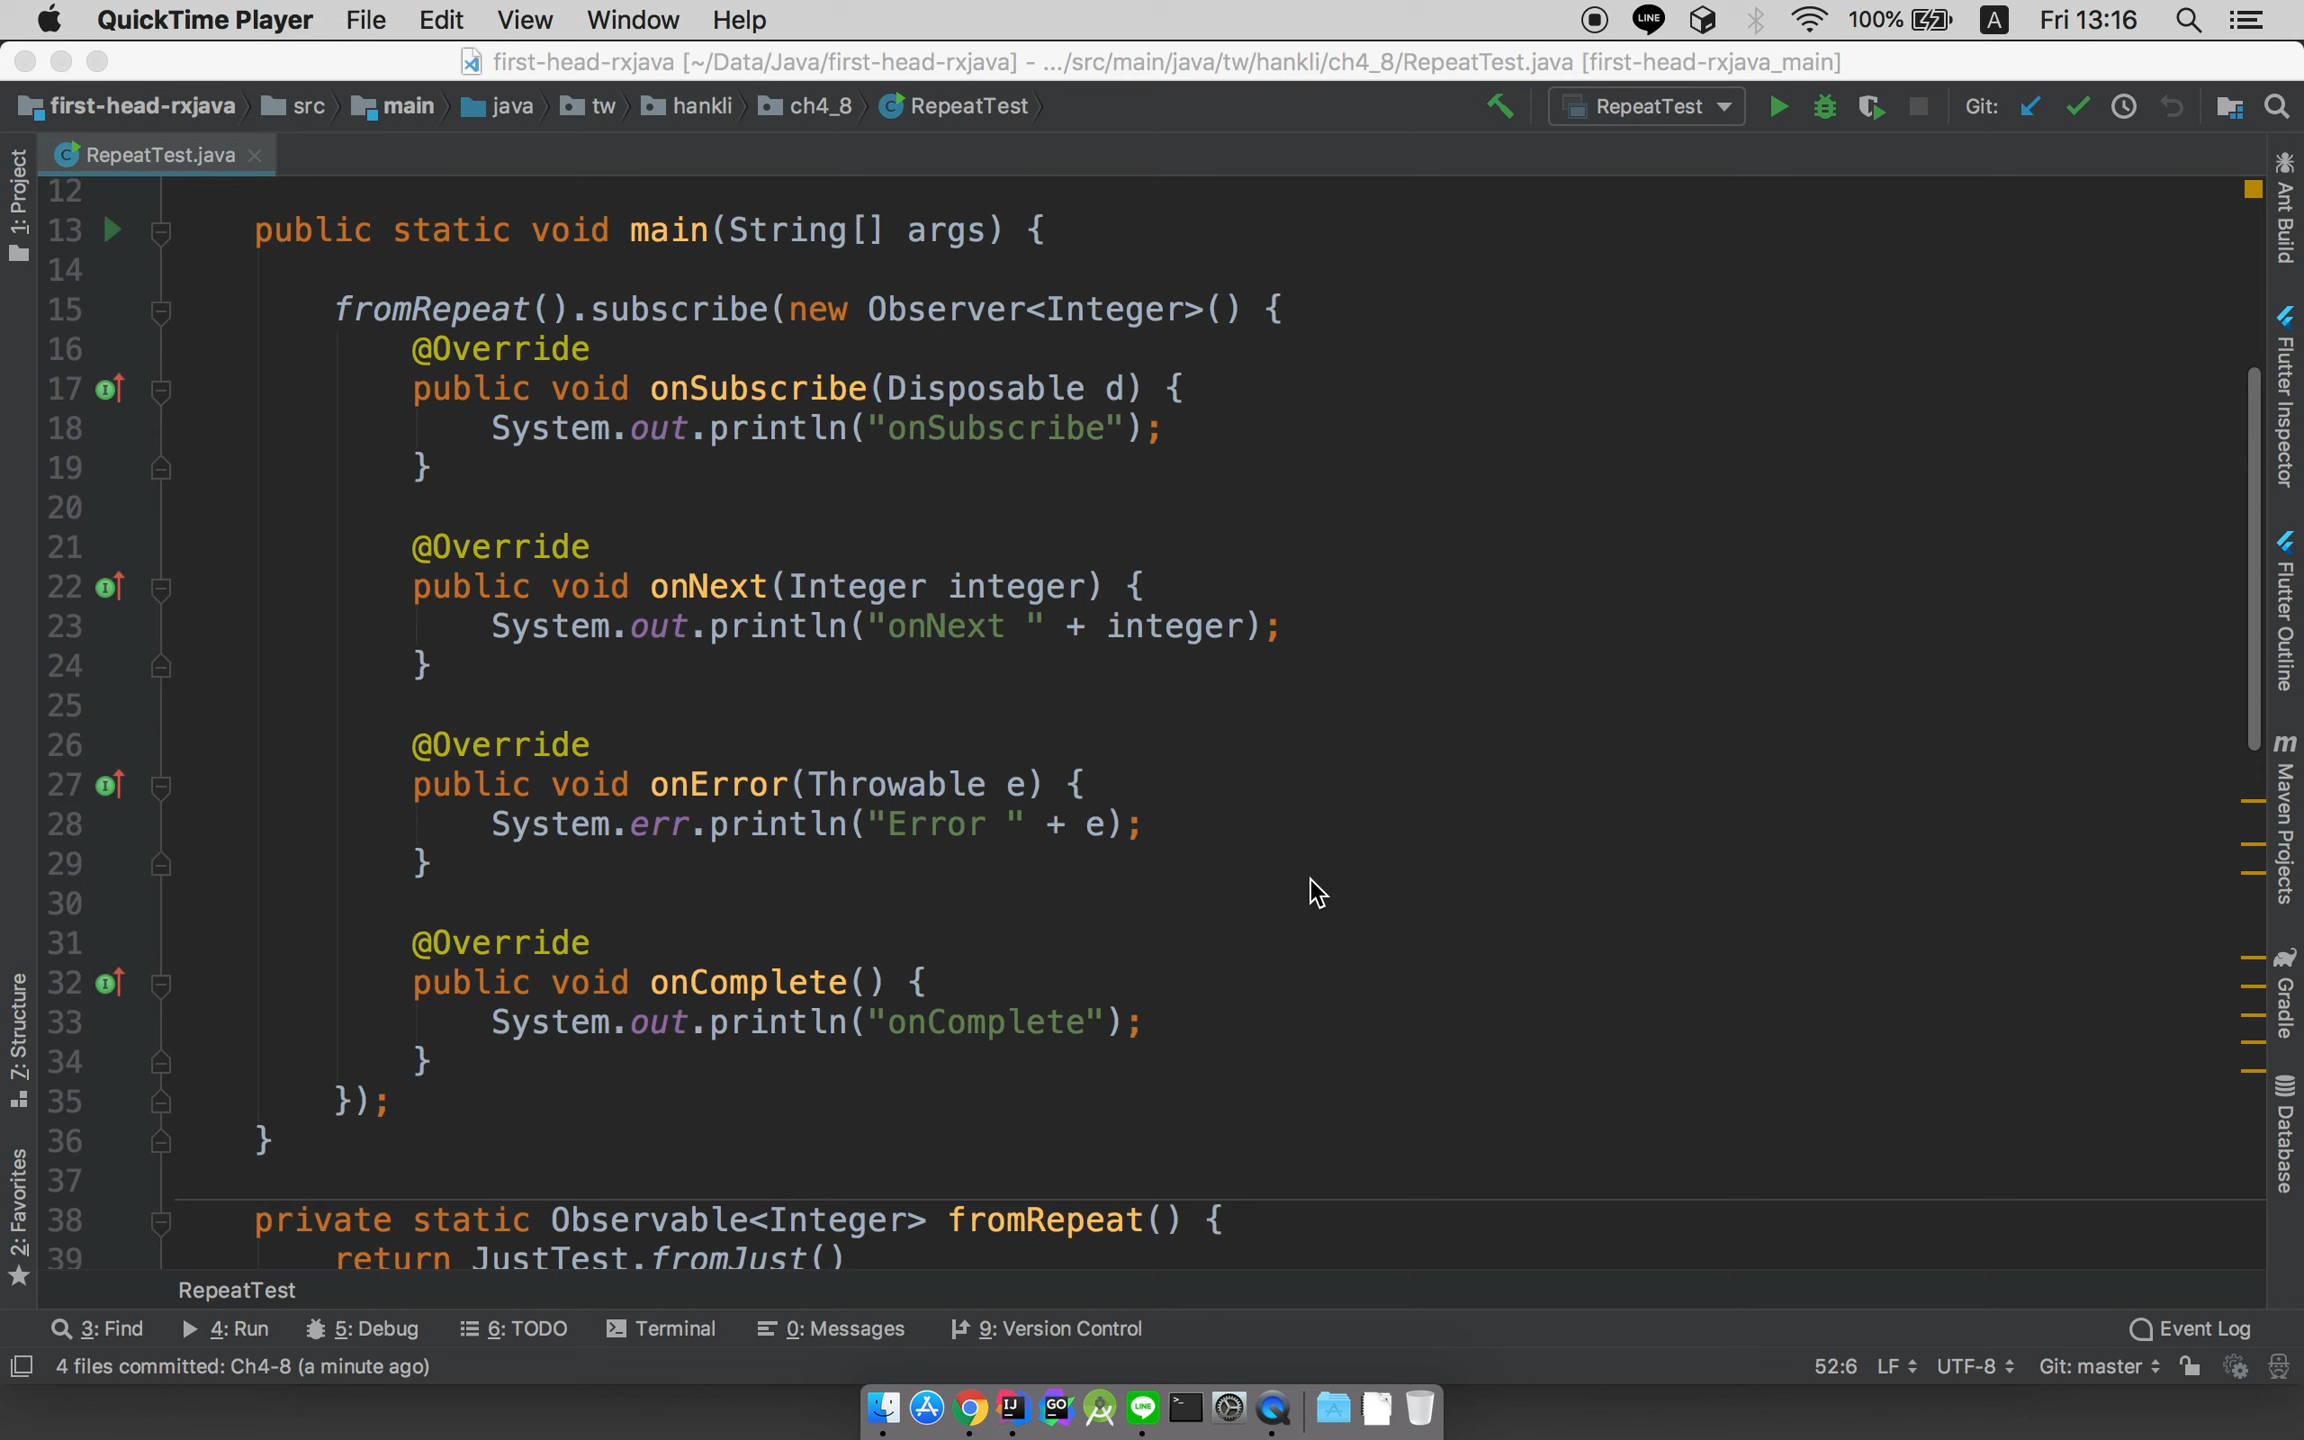 QuickTime Player File Edit View Window Help LINE 100% A Fri 13:16
first-head-rxjava [~/Data/Java/first-head-rxjava] - .../src/main/java/tw/hankli/ch4_8/RepeatTest.java [first-head-rxjava_main]
first-head-rxjava src main java tw hankli ch4_8 RepeatTest RepeatTest Git:
RepeatTest.java
1: Project
7: Structure
2: Favorites
12
13 public static void main(String[] args) {
14
15 fromRepeat().subscribe(new Observer<Integer>() {
16 @Override
17 public void onSubscribe(Disposable d) {
18 System.out.println("onSubscribe");
19 }
20
21 @Override
22 public void onNext(Integer integer) {
23 System.out.println("onNext " + integer);
24 }
25
26 @Override
27 public void onError(Throwable e) {
28 System.err.println("Error " + e);
29 }
30
31 @Override
32 public void onComplete() {
33 System.out.println("onComplete");
34 }
35 });
36 }
37
38 private static Observable<Integer> fromRepeat() {
39 return JustTest.fromJust()
Ant Build
Flutter Inspector
Flutter Outline
m Maven Projects
Gradle
Database
RepeatTest
3: Find 4: Run 5: Debug 6: TODO Terminal 0: Messages 9: Version Control Event Log
4 files committed: Ch4-8 (a minute ago) 52:6 LF UTF-8 Git: master
IJ GO LINE